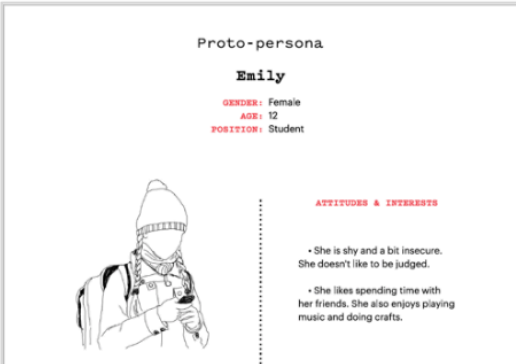 Proto-persona
Emily
GENDER: Female
AGE: 12
POSITION: Student
ATTITUDES & INTERESTS
• She is shy and a bit insecure.
She doesn't like to be judged.
• She likes spending time with
her friends. She also enjoys playing
music and doing crafts.